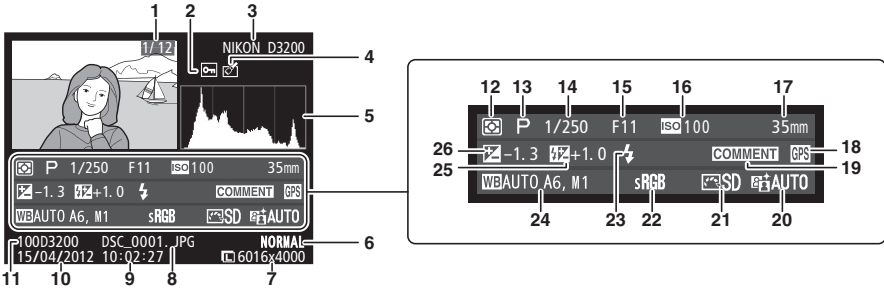 1 2 3
1/12 NIKON D3200
4
5
P 1/250 F11 ISO 100 35mm
-1.3 +1.0 COMMENT GPS
WB AUTO A6, M1 sRGB SD AUTO
100D3200 DSC_0001.JPG NORMAL
15/04/2012 10:02:27 L 6016x4000
6
11 10 9 8 7
12 13 14 15 16 17
P 1/250 F11 ISO 100 35mm
26 -1.3 +1.0 COMMENT GPS 18
25 19
WB AUTO A6, M1 sRGB SD AUTO
24 23 22 21 20